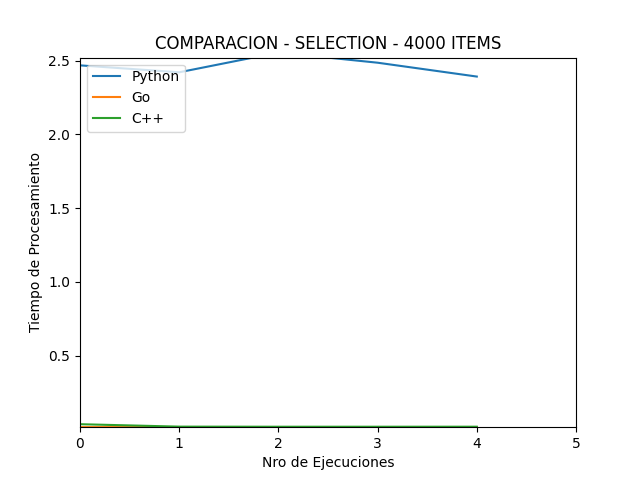 COMPARACION - SELECTION - 4000 ITEMS
2.5
2.0
1.5
1.0
0.5
Tiempo de Procesamiento
Python
Go
C++
0 1 2 3 4 5
Nro de Ejecuciones